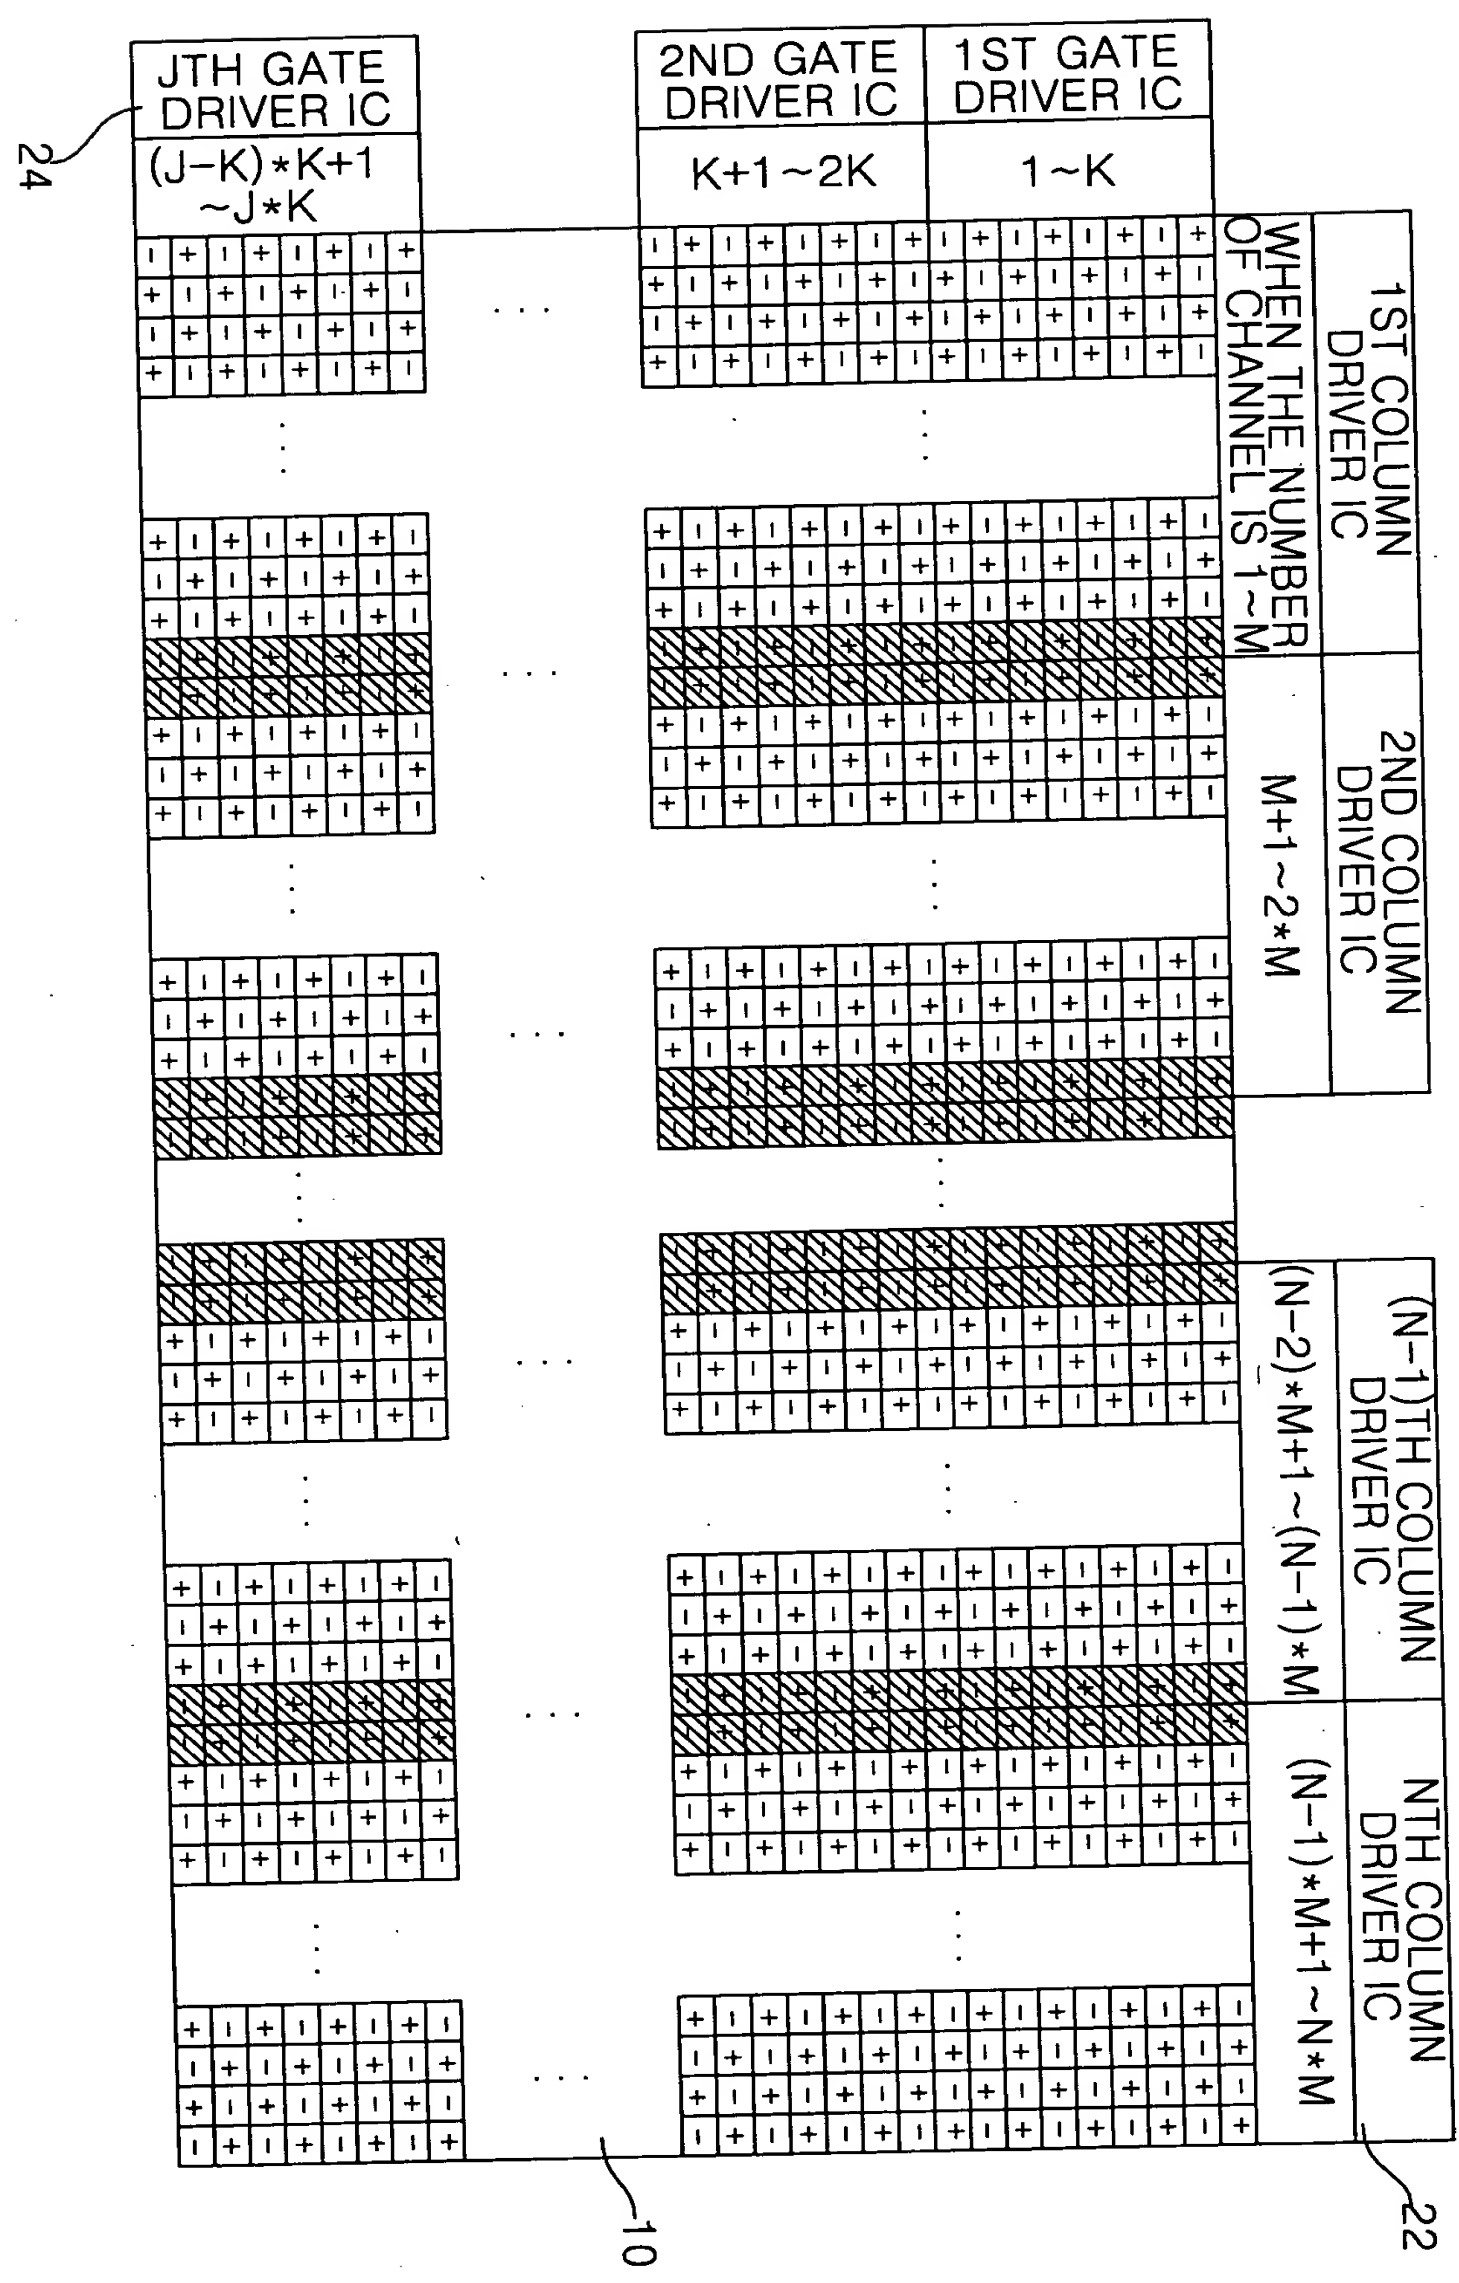 1ST COLUMN
DRIVER IC
2ND COLUMN
DRIVER IC
(N-1)TH COLUMN
DRIVER IC
NTH COLUMN
DRIVER IC
22
WHEN THE NUMBER
OF CHANNEL IS 1~M
M+1~2*M
(N-2)*M+1~(N-1)*M
(N-1)*M+1~N*M
1ST GATE
DRIVER IC
1~K
2ND GATE
DRIVER IC
K+1~2K
JTH GATE
DRIVER IC
(J-K)*K+1
~J*K
24
10